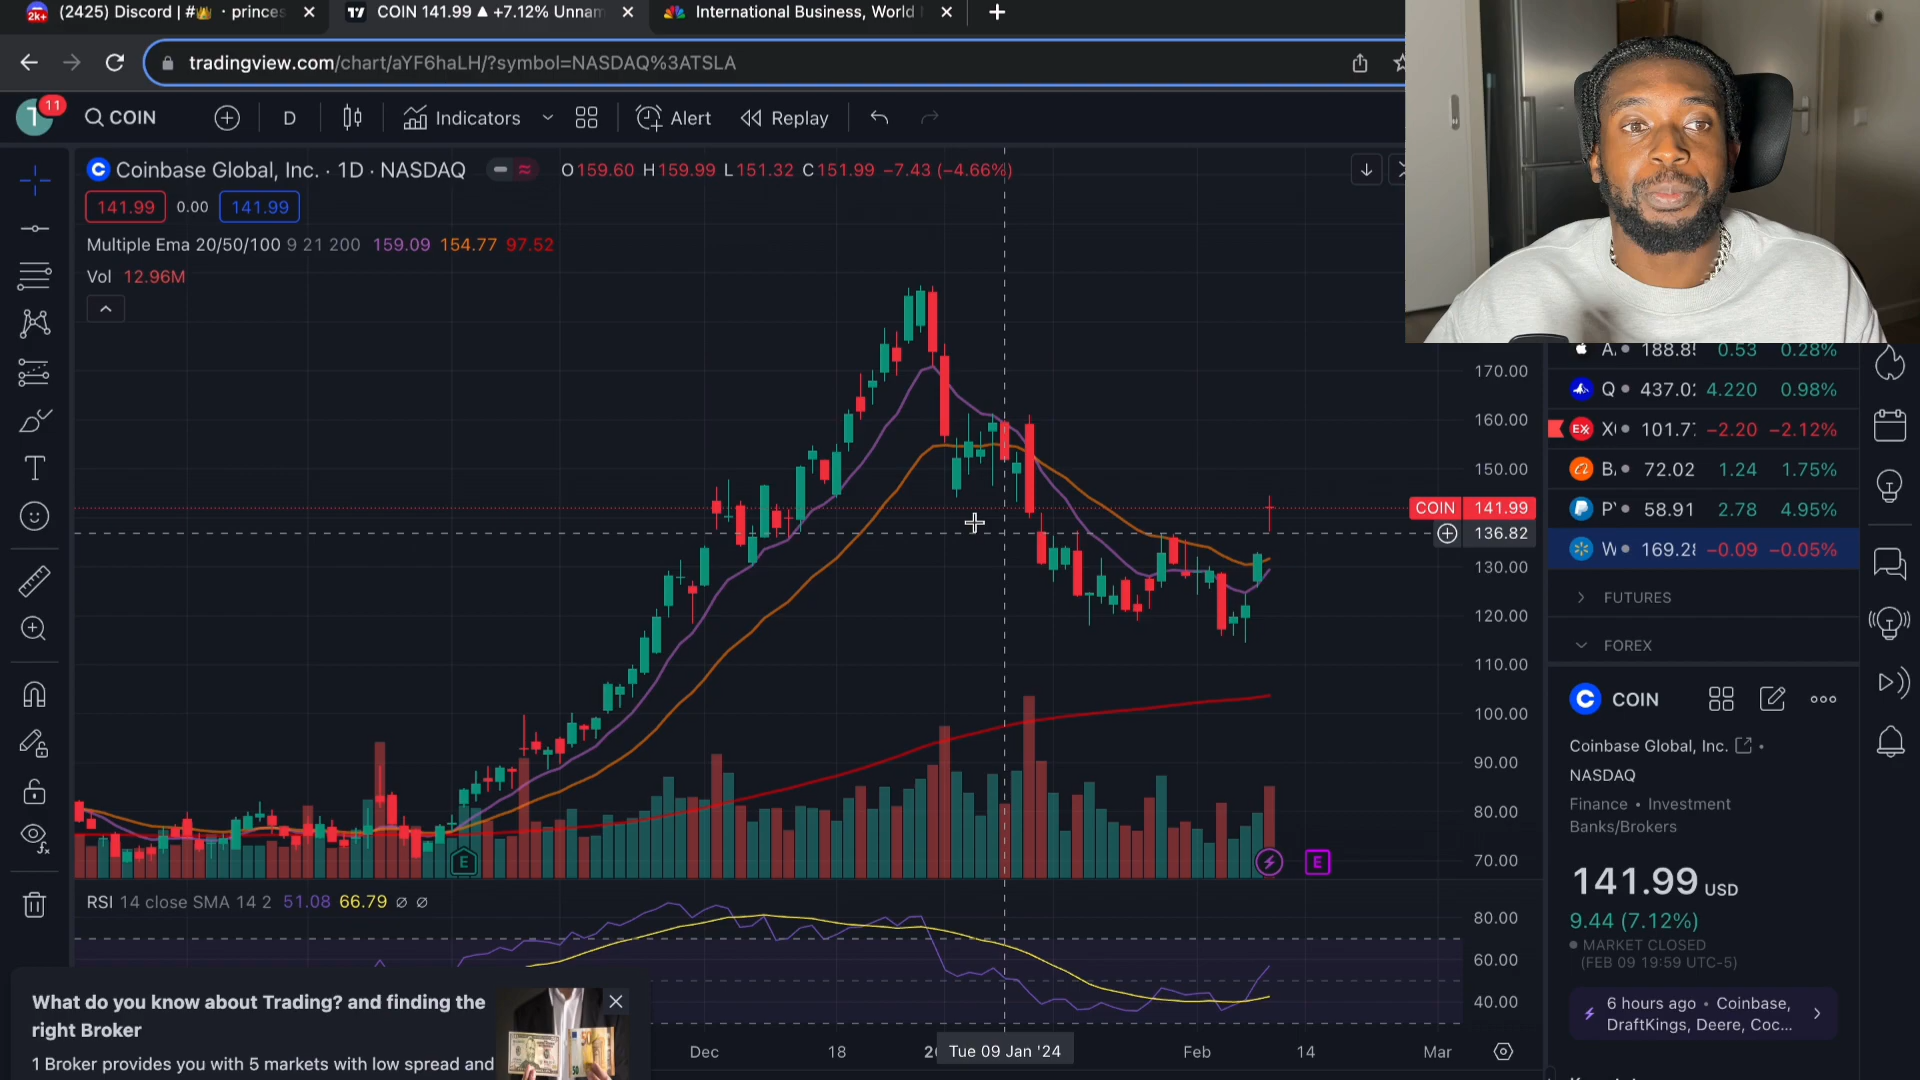 (2425) Discord | #👑 · princes
COIN 141.99 ▲ +7.12% Unnam
International Business, World
tradingview.com/chart/aYF6haLH/?symbol=NASDAQ%3ATSLA
11
COIN
D
Indicators
Alert
Replay
Coinbase Global, Inc. · 1D · NASDAQ
O159.60 H159.99 L151.32 C151.99 −7.43 (−4.66%)
141.99 0.00 141.99
Multiple Ema 20/50/100 9 21 200 159.09 154.77 97.52
Vol 12.96M
170.00
160.00
150.00
COIN 141.99
136.82
130.00
120.00
110.00
100.00
90.00
80.00
70.00
E
E
RSI 14 close SMA 14 2 51.08 66.79 ∅ ∅
80.00
60.00
40.00
Dec
18
2
Tue 09 Jan '24
Feb
14
Mar
What do you know about Trading? and finding the
right Broker
1 Broker provides you with 5 markets with low spread and
A. 188.8 0.53 0.28%
Q 437.0 4.220 0.98%
X 101.7 −2.20 −2.12%
B. 72.02 1.24 1.75%
P 58.91 2.78 4.95%
W 169.2 −0.09 −0.05%
FUTURES
FOREX
COIN
Coinbase Global, Inc.
NASDAQ
Finance • Investment
Banks/Brokers
141.99 USD
9.44 (7.12%)
MARKET CLOSED
(FEB 09 19:59 UTC-5)
6 hours ago • Coinbase,
DraftKings, Deere, Coc...